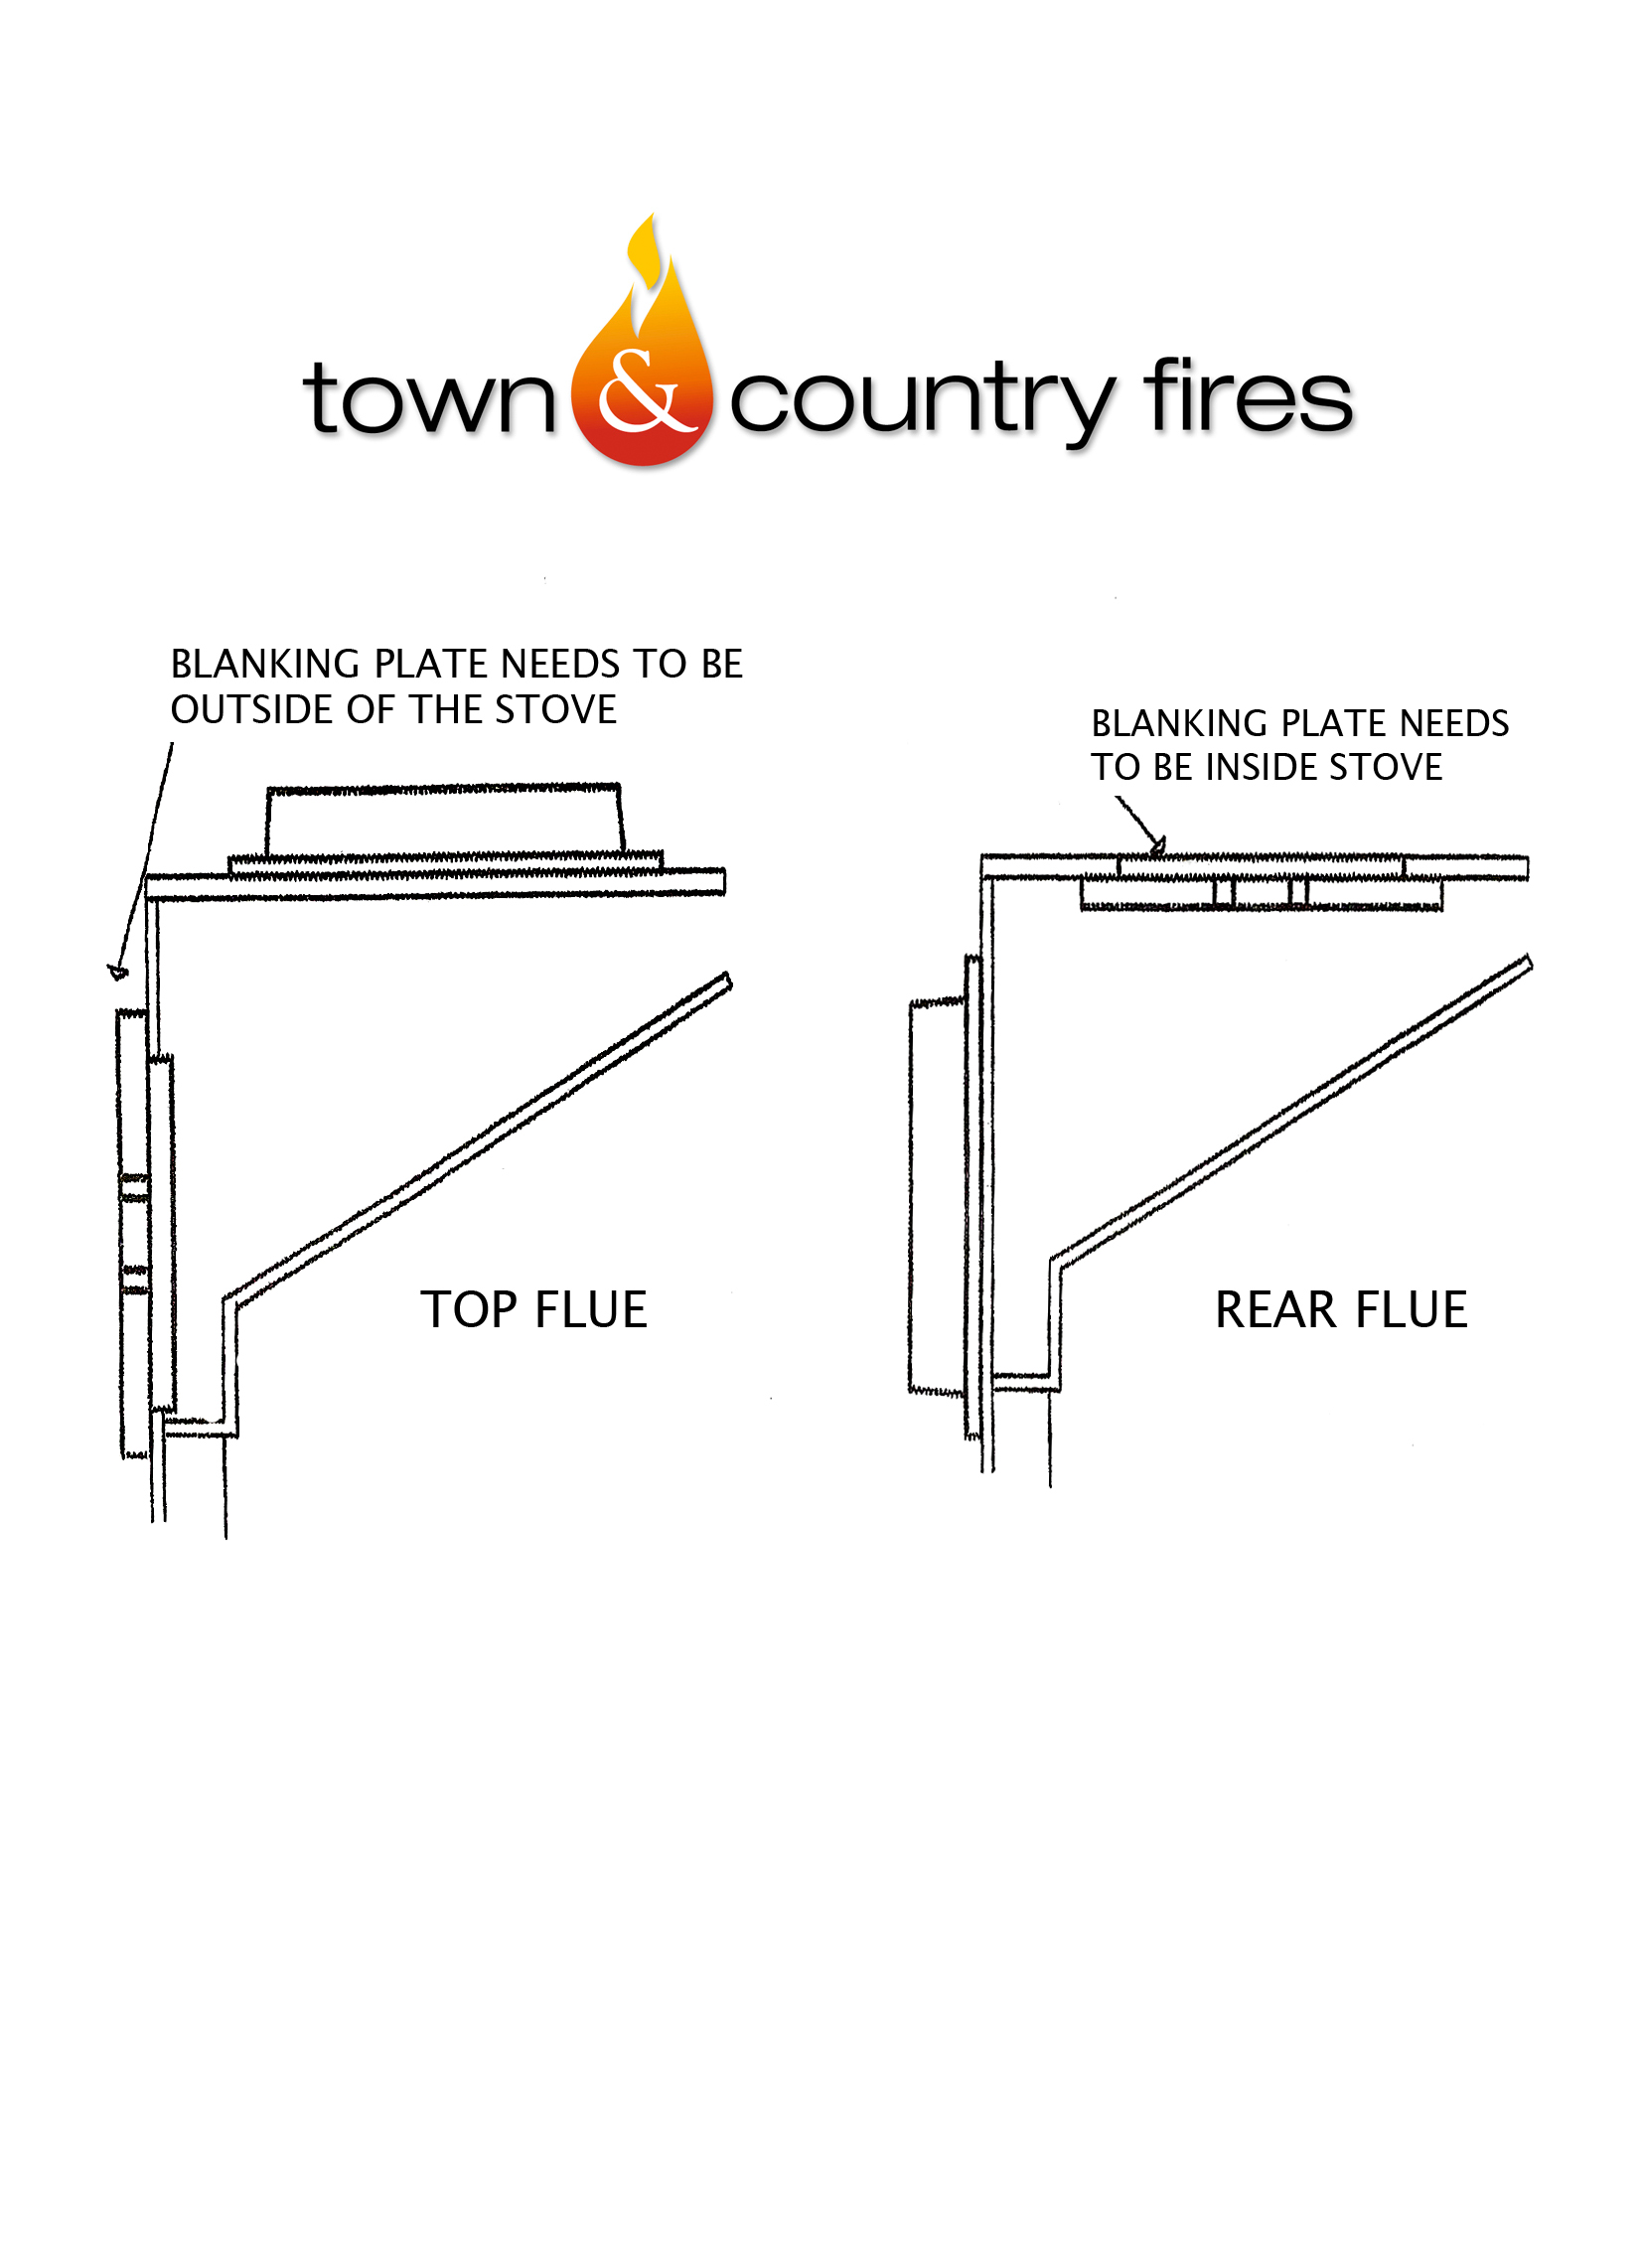 town & country fires
BLANKING PLATE NEEDS TO BE
OUTSIDE OF THE STOVE
BLANKING PLATE NEEDS
TO BE INSIDE STOVE
TOP FLUE
REAR FLUE